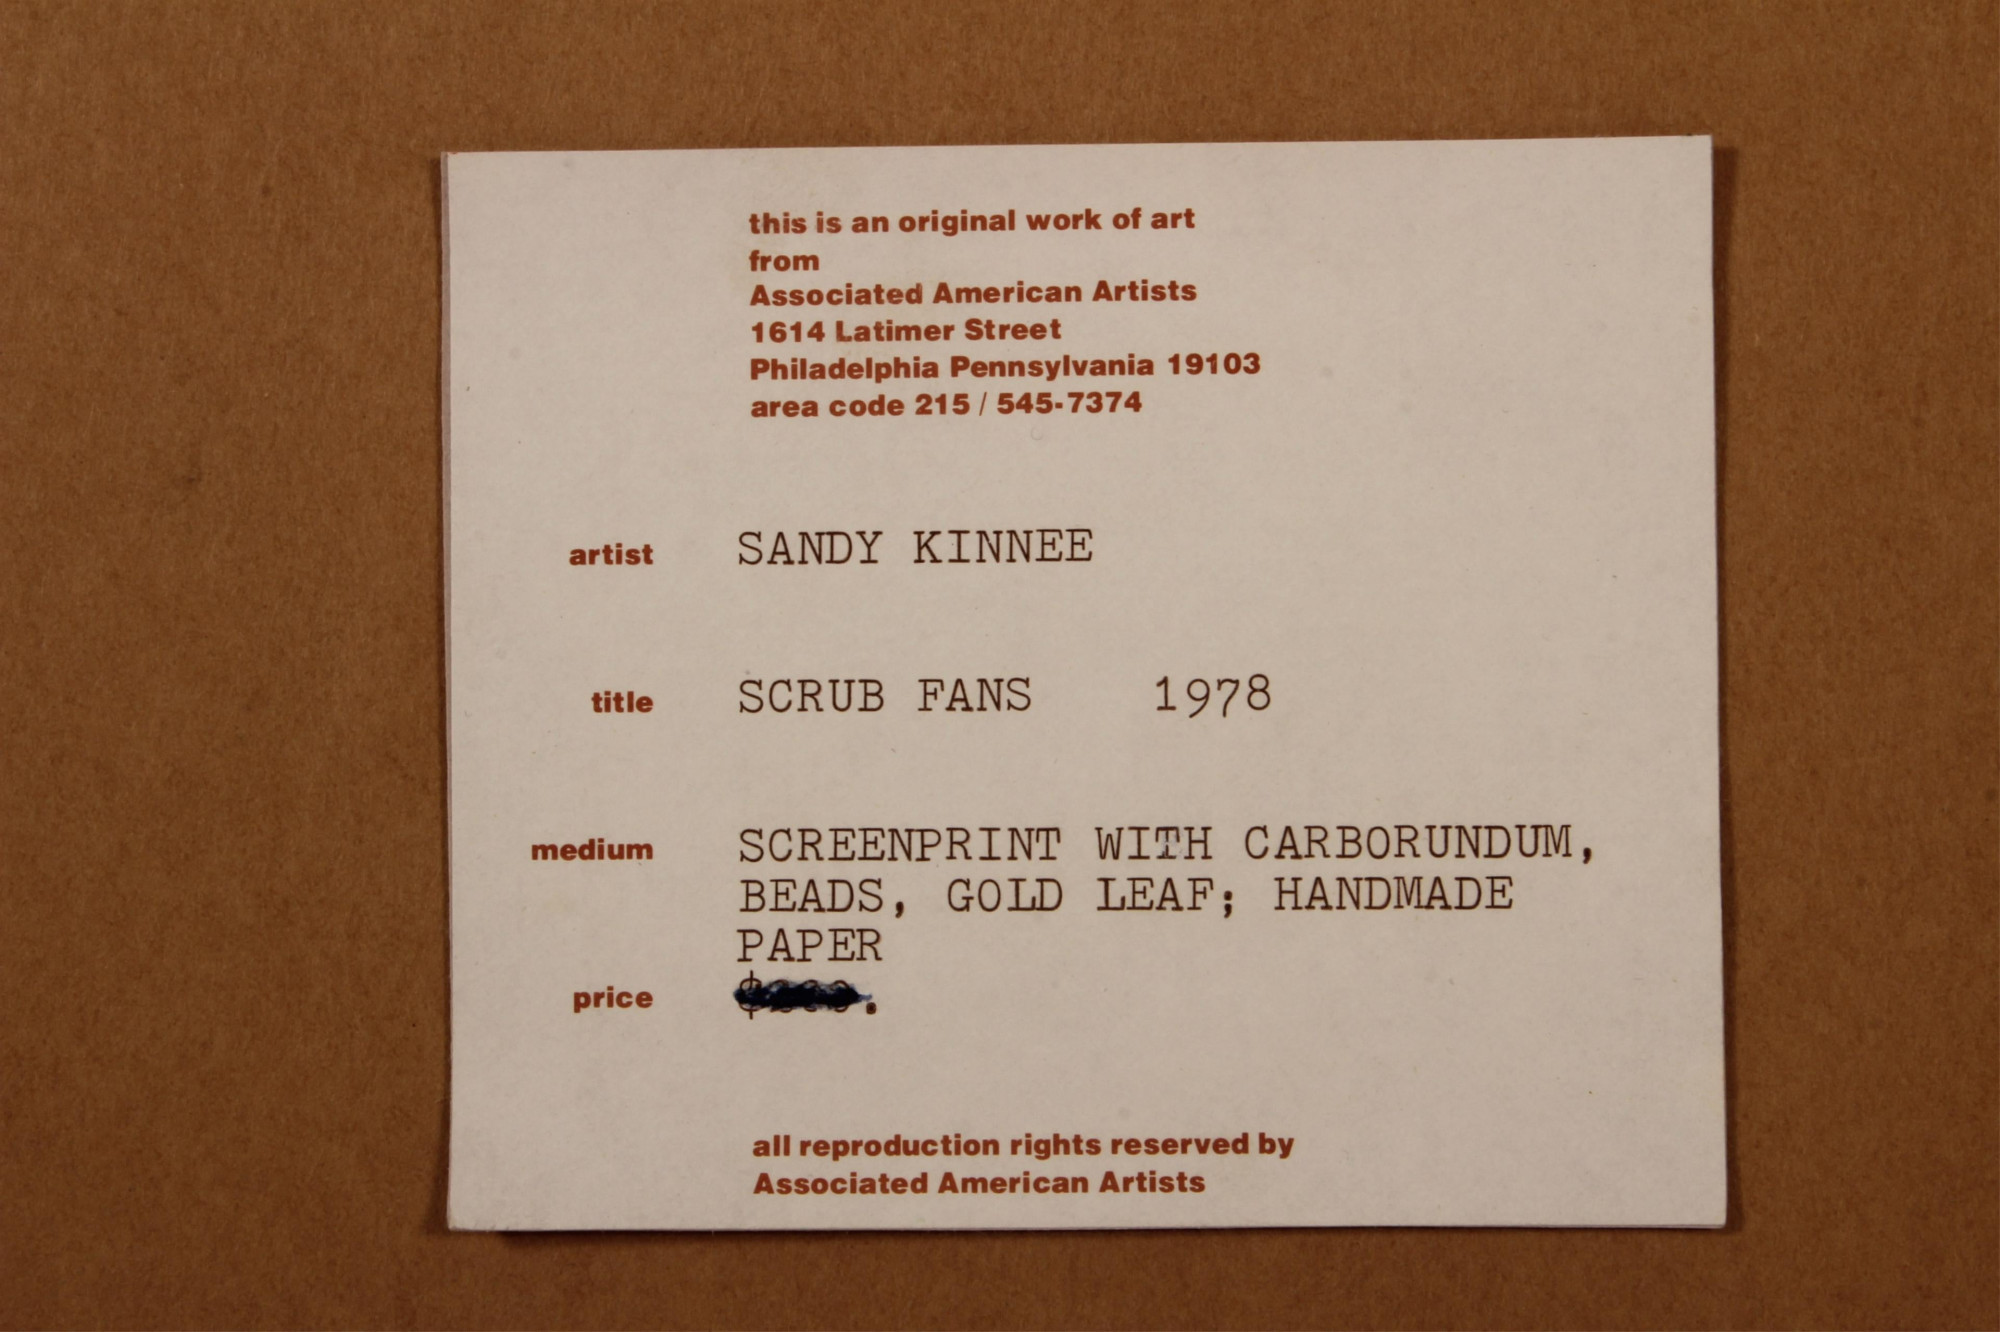 this is an original work of art
from
Associated American Artists
1614 Latimer Street
Philadelphia Pennsylvania 19103
area code 215 / 545-7374
artist SANDY KINNEE
title SCRUB FANS 1978
medium SCREENPRINT WITH CARBORUNDUM,
BEADS, GOLD LEAF; HANDMADE
PAPER
price
all reproduction rights reserved by
Associated American Artists